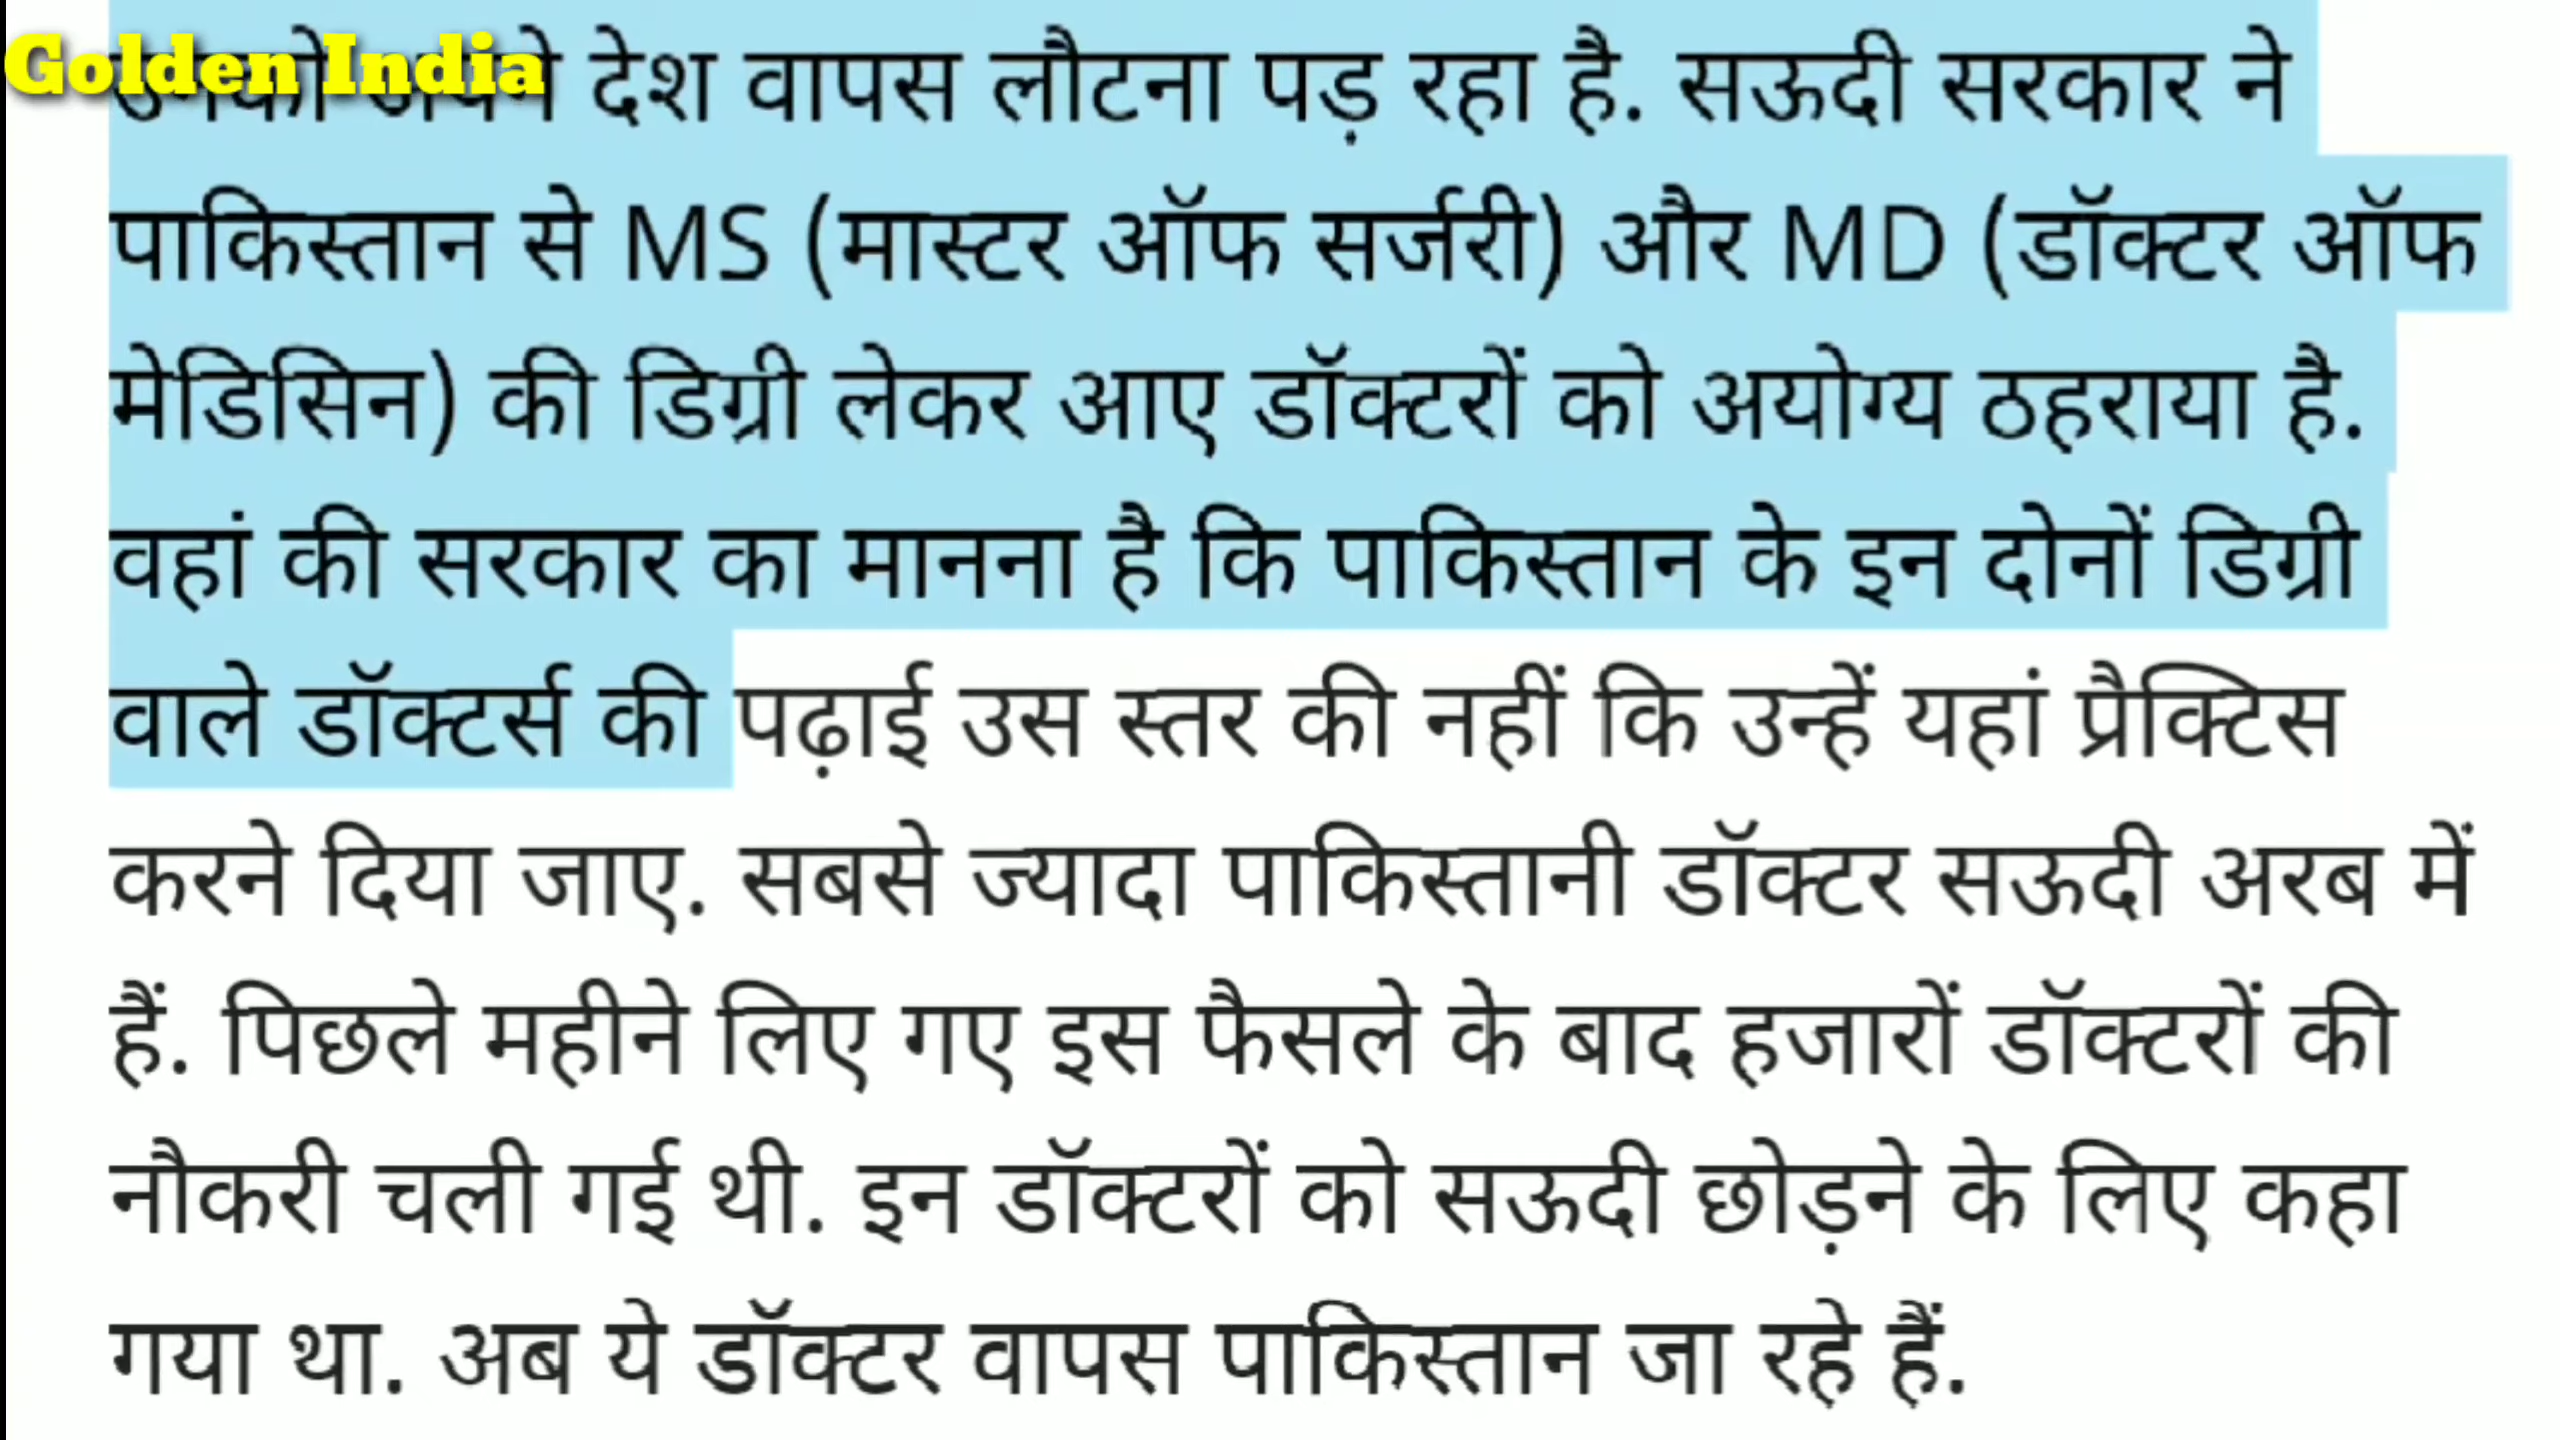 Golden India
देश वापस लौटना पड़ रहा है. सऊदी सरकार ने
पाकिस्तान से MS (मास्टर ऑफ सर्जरी) और MD (डॉक्टर ऑफ
मेडिसिन) की डिग्री लेकर आए डॉक्टरों को अयोग्य ठहराया है.
वहां की सरकार का मानना है कि पाकिस्तान के इन दोनों डिग्री
वाले डॉक्टर्स की पढ़ाई उस स्तर की नहीं कि उन्हें यहां प्रैक्टिस
करने दिया जाए. सबसे ज्यादा पाकिस्तानी डॉक्टर सऊदी अरब में
हैं. पिछले महीने लिए गए इस फैसले के बाद हजारों डॉक्टरों की
नौकरी चली गई थी. इन डॉक्टरों को सऊदी छोड़ने के लिए कहा
गया था. अब ये डॉक्टर वापस पाकिस्तान जा रहे हैं.